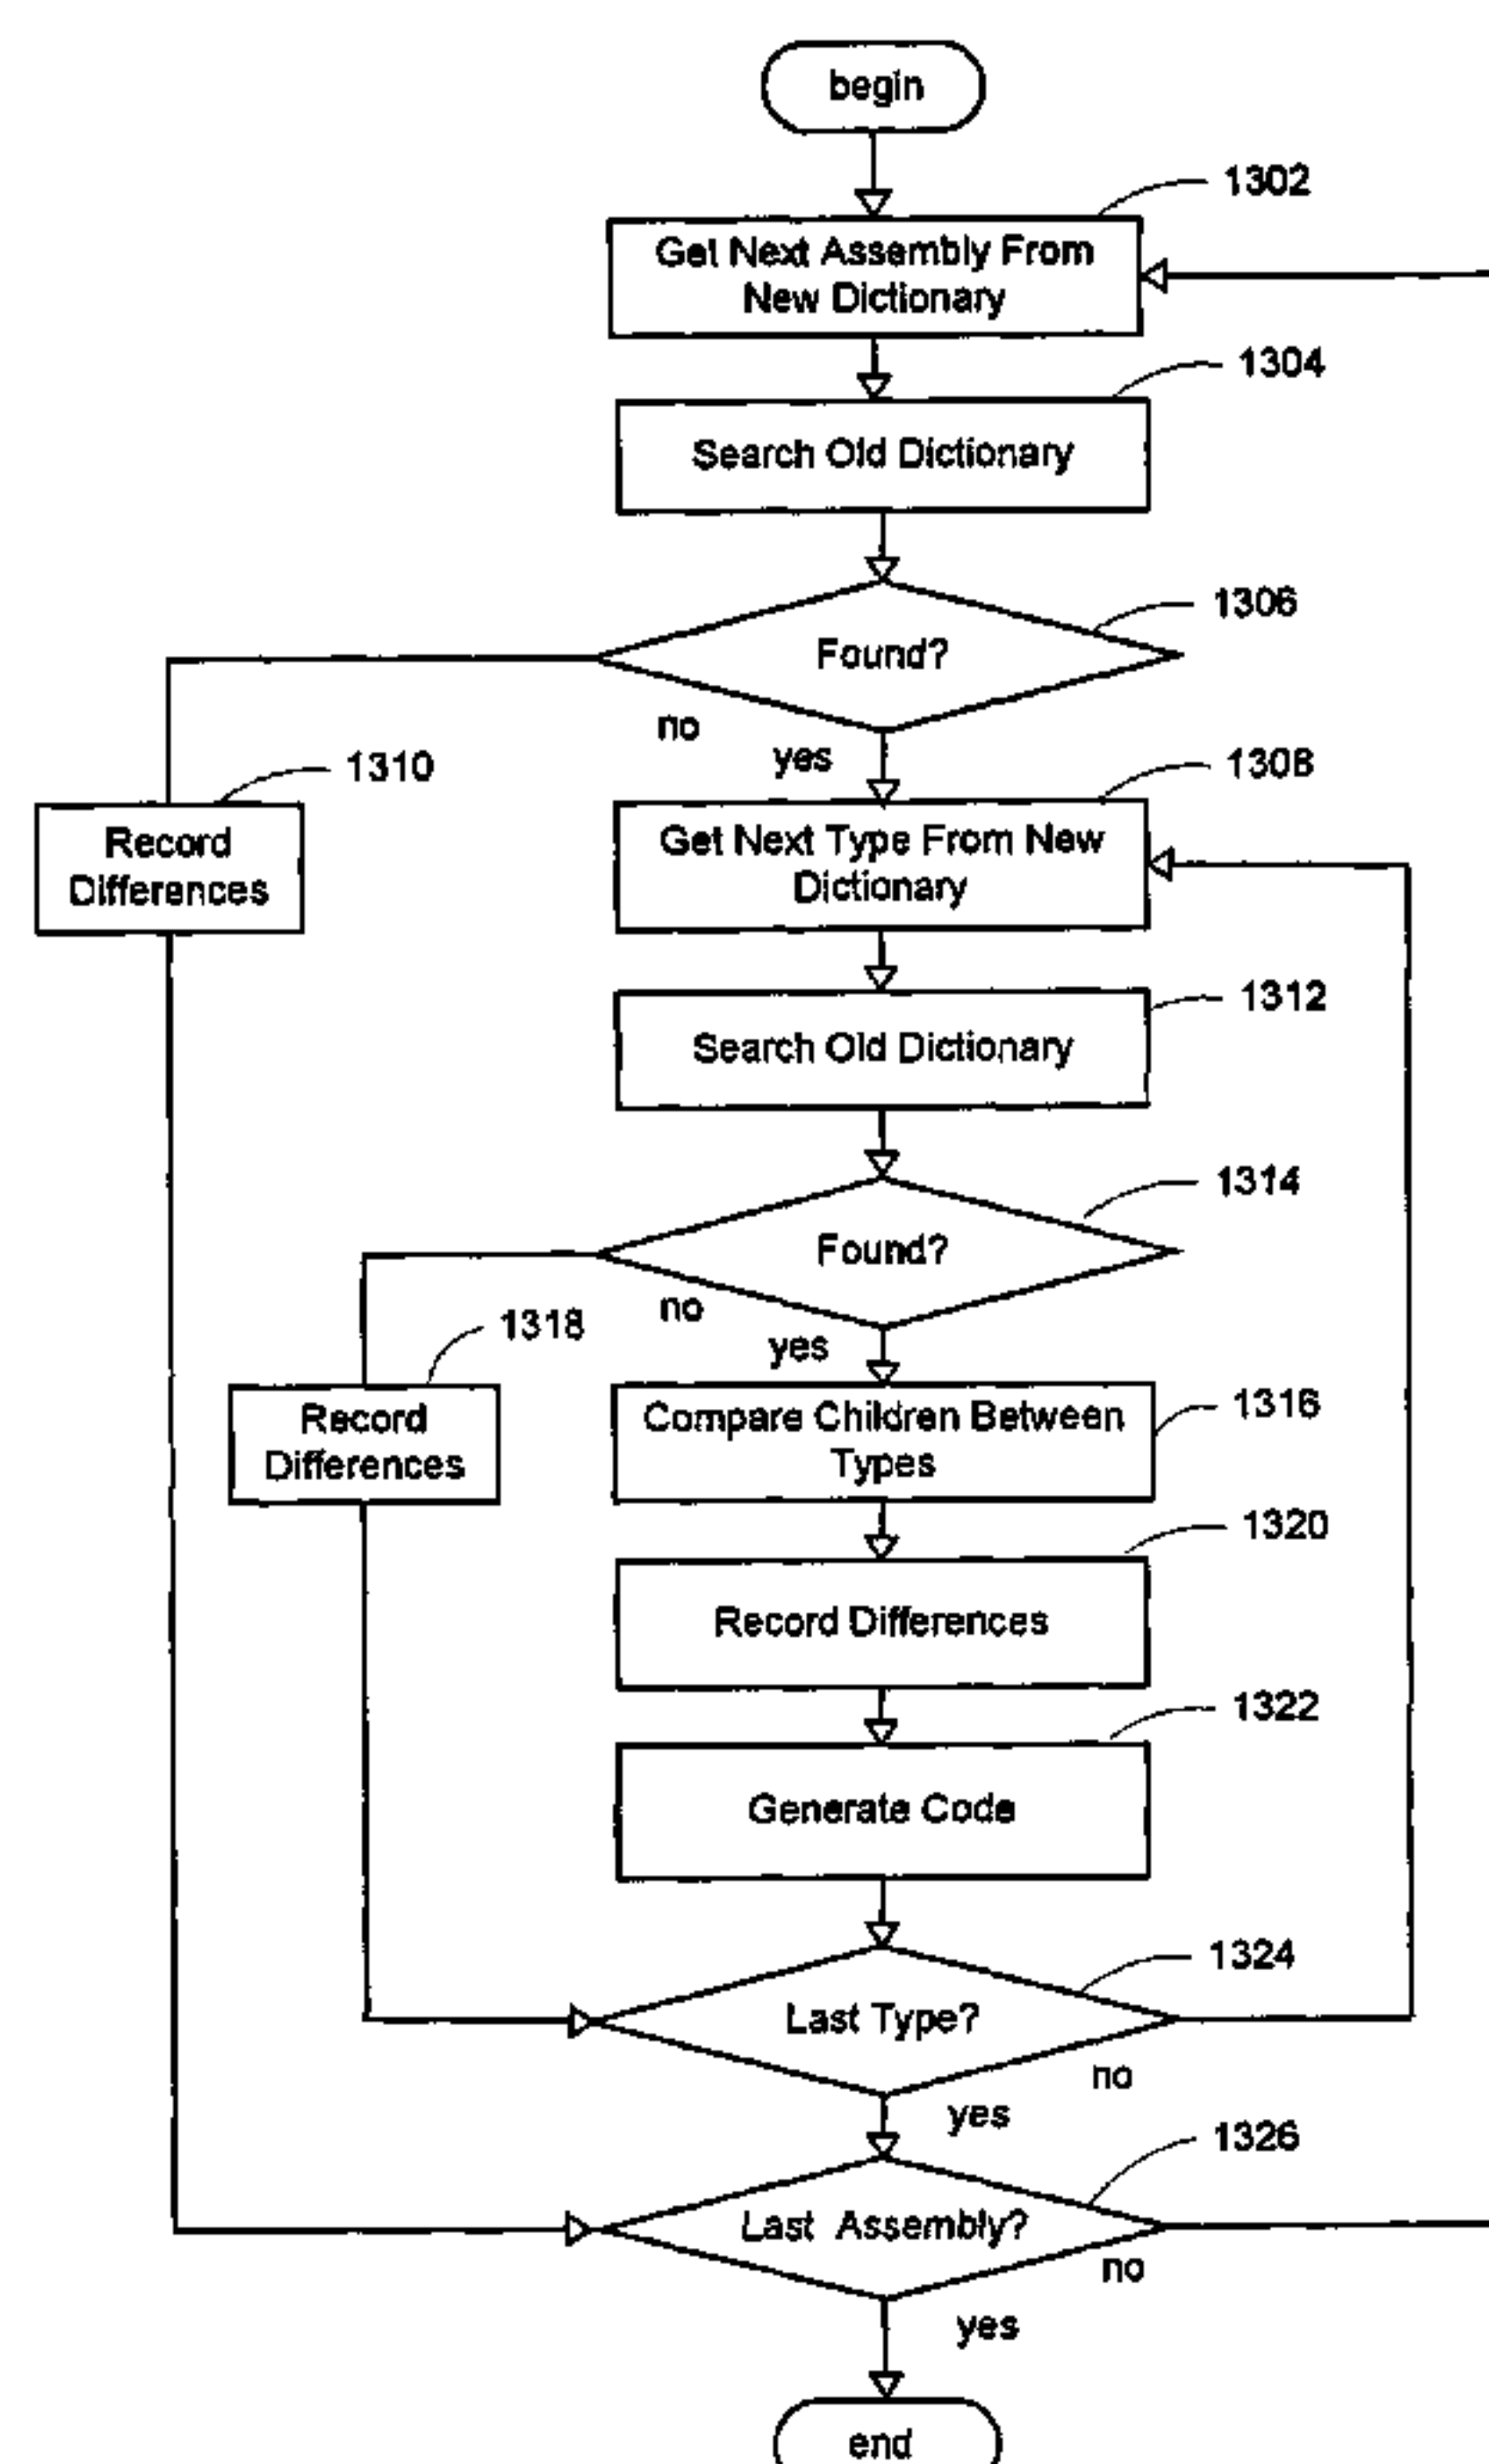 begin
1302
Get Next Assembly From
New Dictionary
1304
Search Old Dictionary
1306
Found?
no
yes
1308
1310
Record
Differences
Get Next Type From New
Dictionary
1312
Search Old Dictionary
1314
Found?
no
yes
1318
Record
Differences
1316
Compare Children Between
Types
1320
Record Differences
1322
Generate Code
1324
Last Type?
no
yes
1326
Last Assembly?
no
yes
end